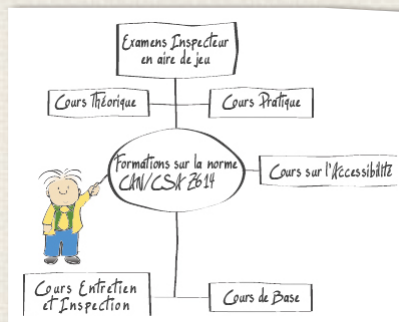 Examens Inspecteur
en aire de jeu
Cours Théorique
Cours Pratique
Formations sur la norme
CAN/CSA Z614
Cours sur l'Accessibilité
Cours Entretien
et Inspection
Cours de Base